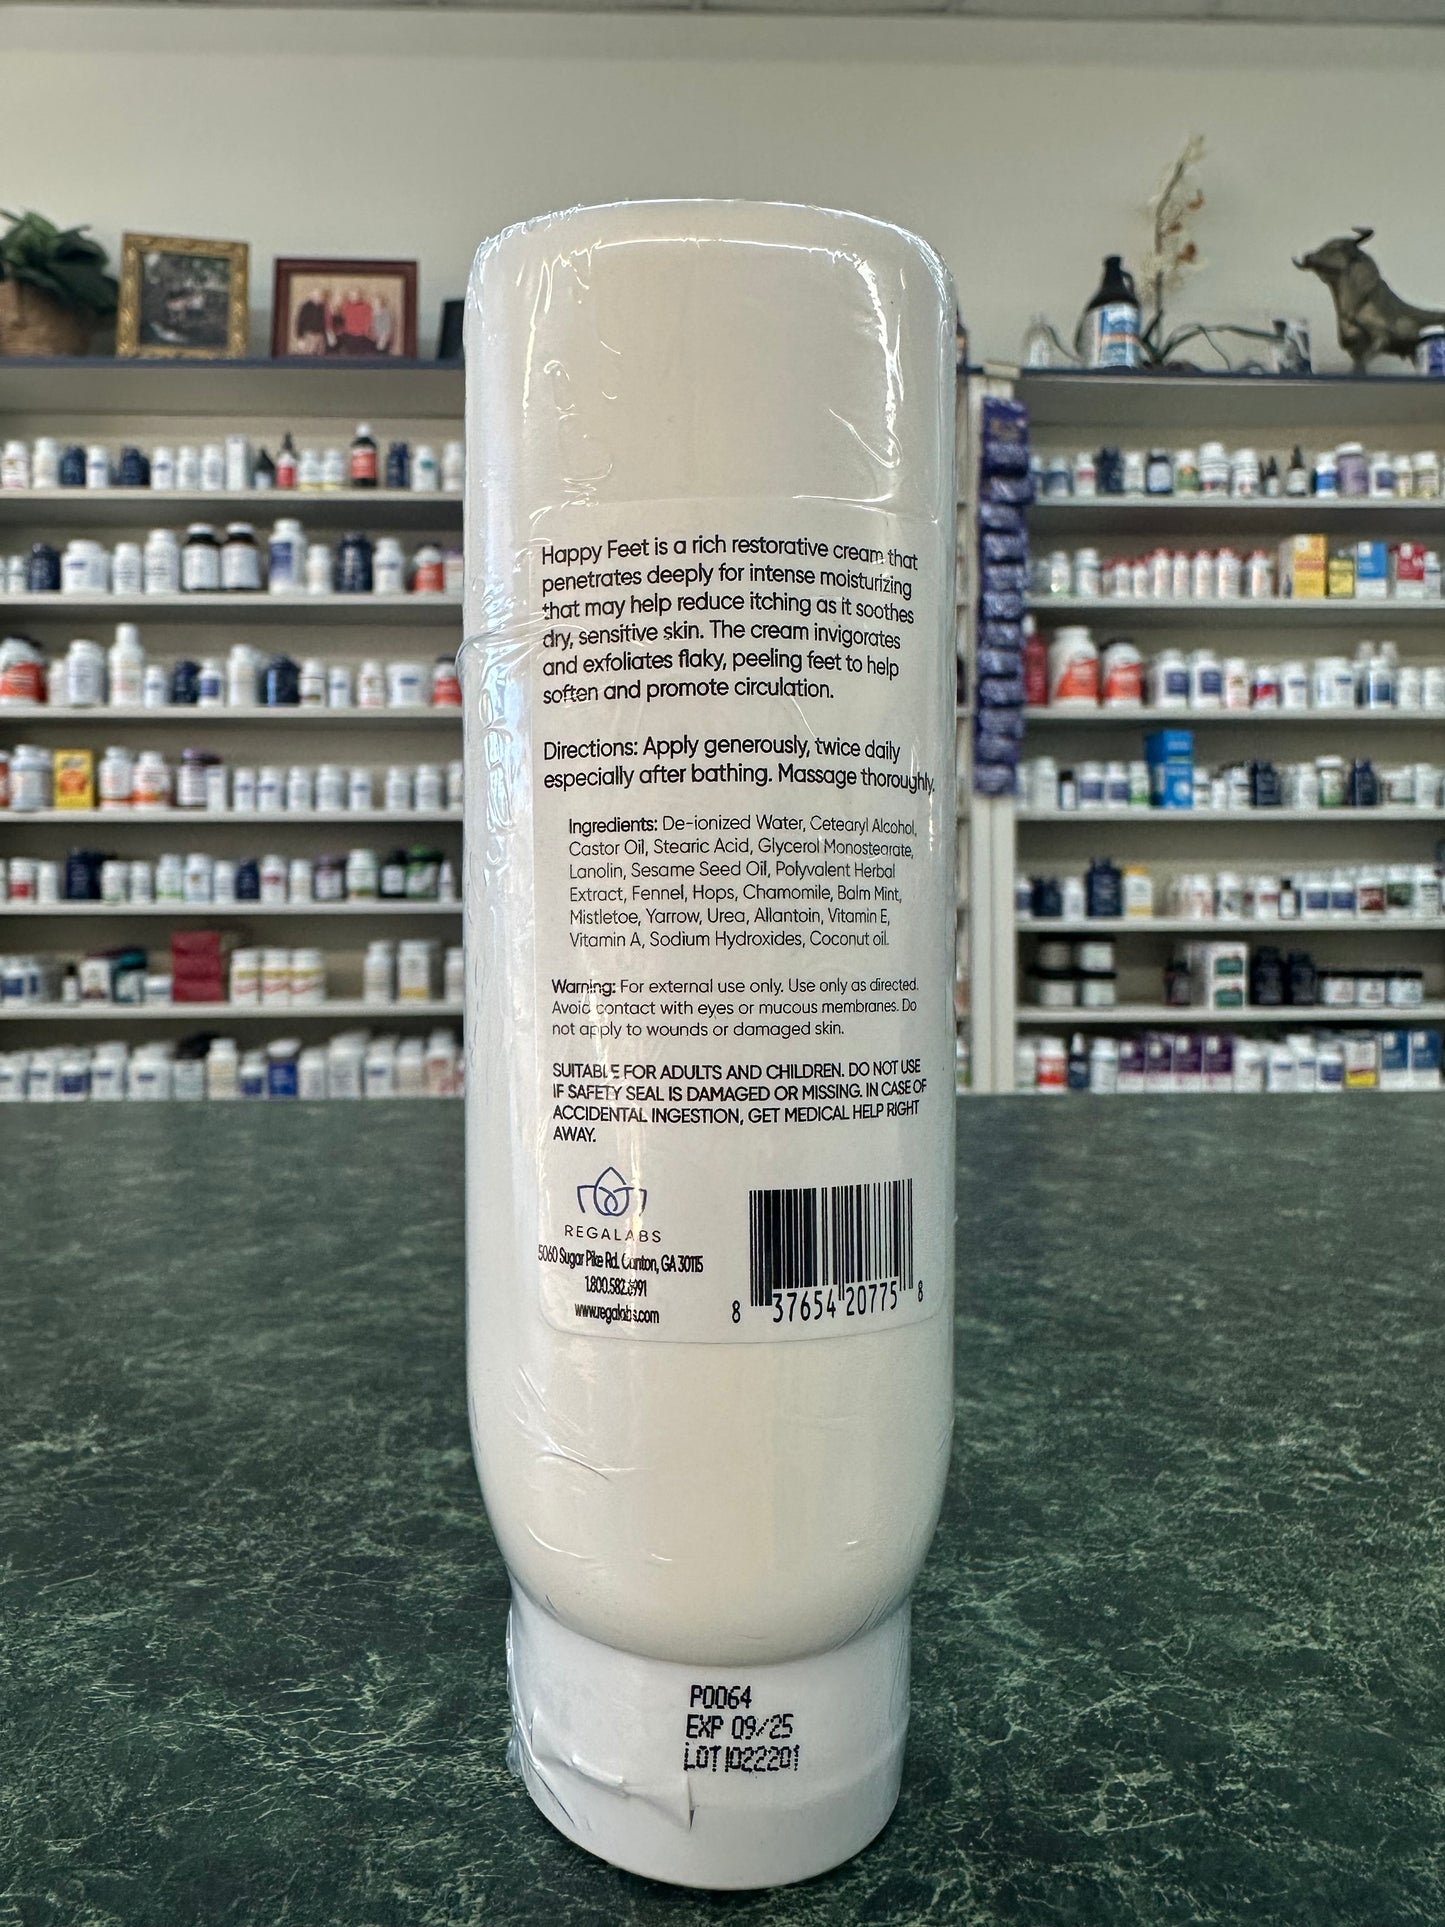 Happy Feet is a rich restorative cream that
penetrates deeply for intense moisturizing
that may help reduce itching as it soothes
dry, sensitive skin. The cream invigorates
and exfoliates flaky, peeling feet to help
soften and promote circulation.
Directions: Apply generously, twice daily
especially after bathing. Massage thoroughly.
Ingredients: De-ionized Water, Cetearyl Alcohol,
Castor Oil, Stearic Acid, Glycerol Monostearate,
Lanolin, Sesame Seed Oil, Polyvalent Herbal
Extract, Fennel, Hops, Chamomile, Balm Mint,
Mistletoe, Yarrow, Urea, Allantoin, Vitamin E,
Vitamin A, Sodium Hydroxides, Coconut oil.
Warning: For external use only. Use only as directed.
Avoid contact with eyes or mucous membranes. Do
not apply to wounds or damaged skin.
SUITABLE FOR ADULTS AND CHILDREN. DO NOT USE
IF SAFETY SEAL IS DAMAGED OR MISSING. IN CASE OF
ACCIDENTAL INGESTION, GET MEDICAL HELP RIGHT
AWAY.
REGALABS
5060 Sugar Pike Rd. Canton, GA 30115
www.regalabs.com
8 37654 20775 8
P0064
EXP 09/25
LOT 1022201